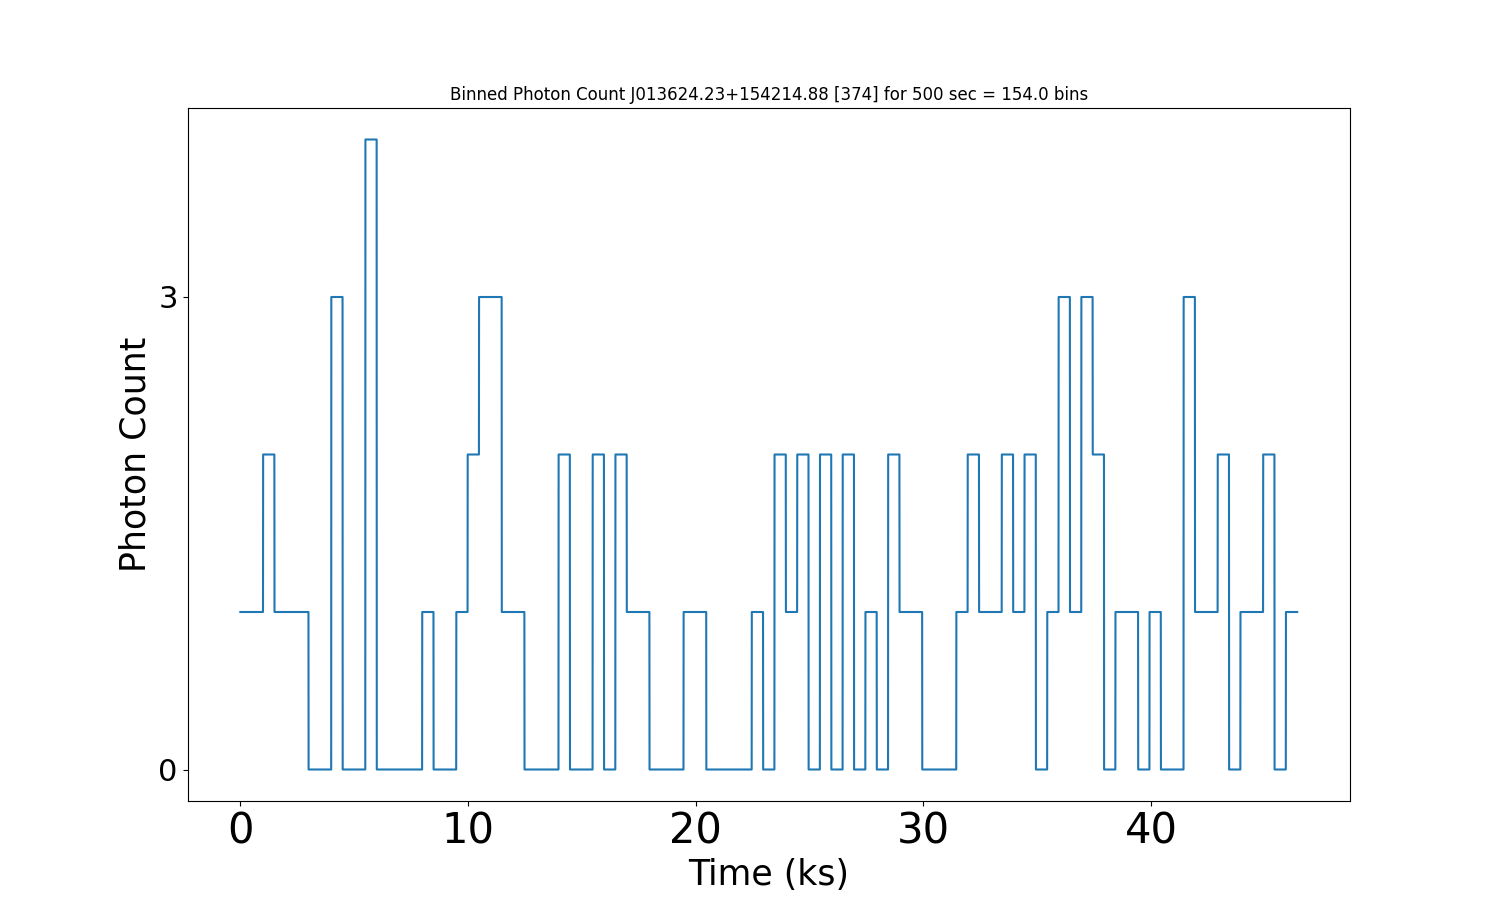 Binned Photon Count J013624.23+154214.88 [374] for 500 sec = 154.0 bins
Photon Count
3
0
0 10 20 30 40
Time (ks)